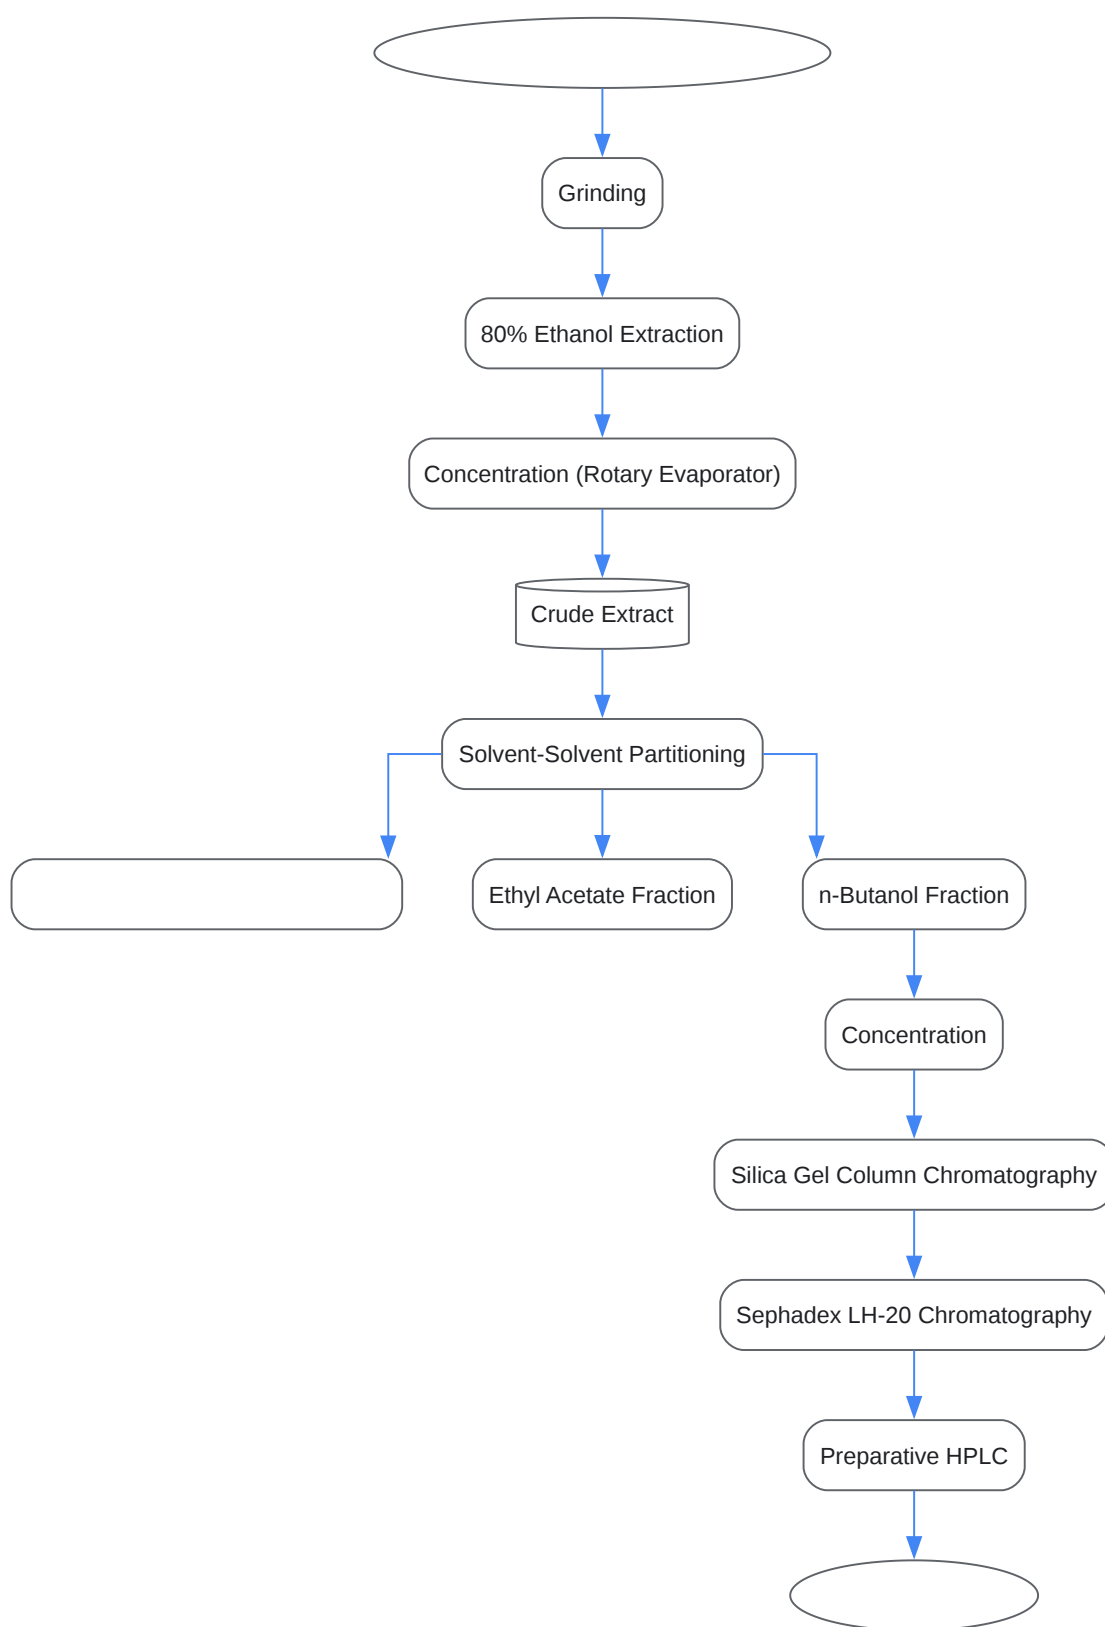 Grinding
80% Ethanol Extraction
Concentration (Rotary Evaporator)
Crude Extract
Solvent-Solvent Partitioning
Ethyl Acetate Fraction
n-Butanol Fraction
Concentration
Silica Gel Column Chromatography
Sephadex LH-20 Chromatography
Preparative HPLC